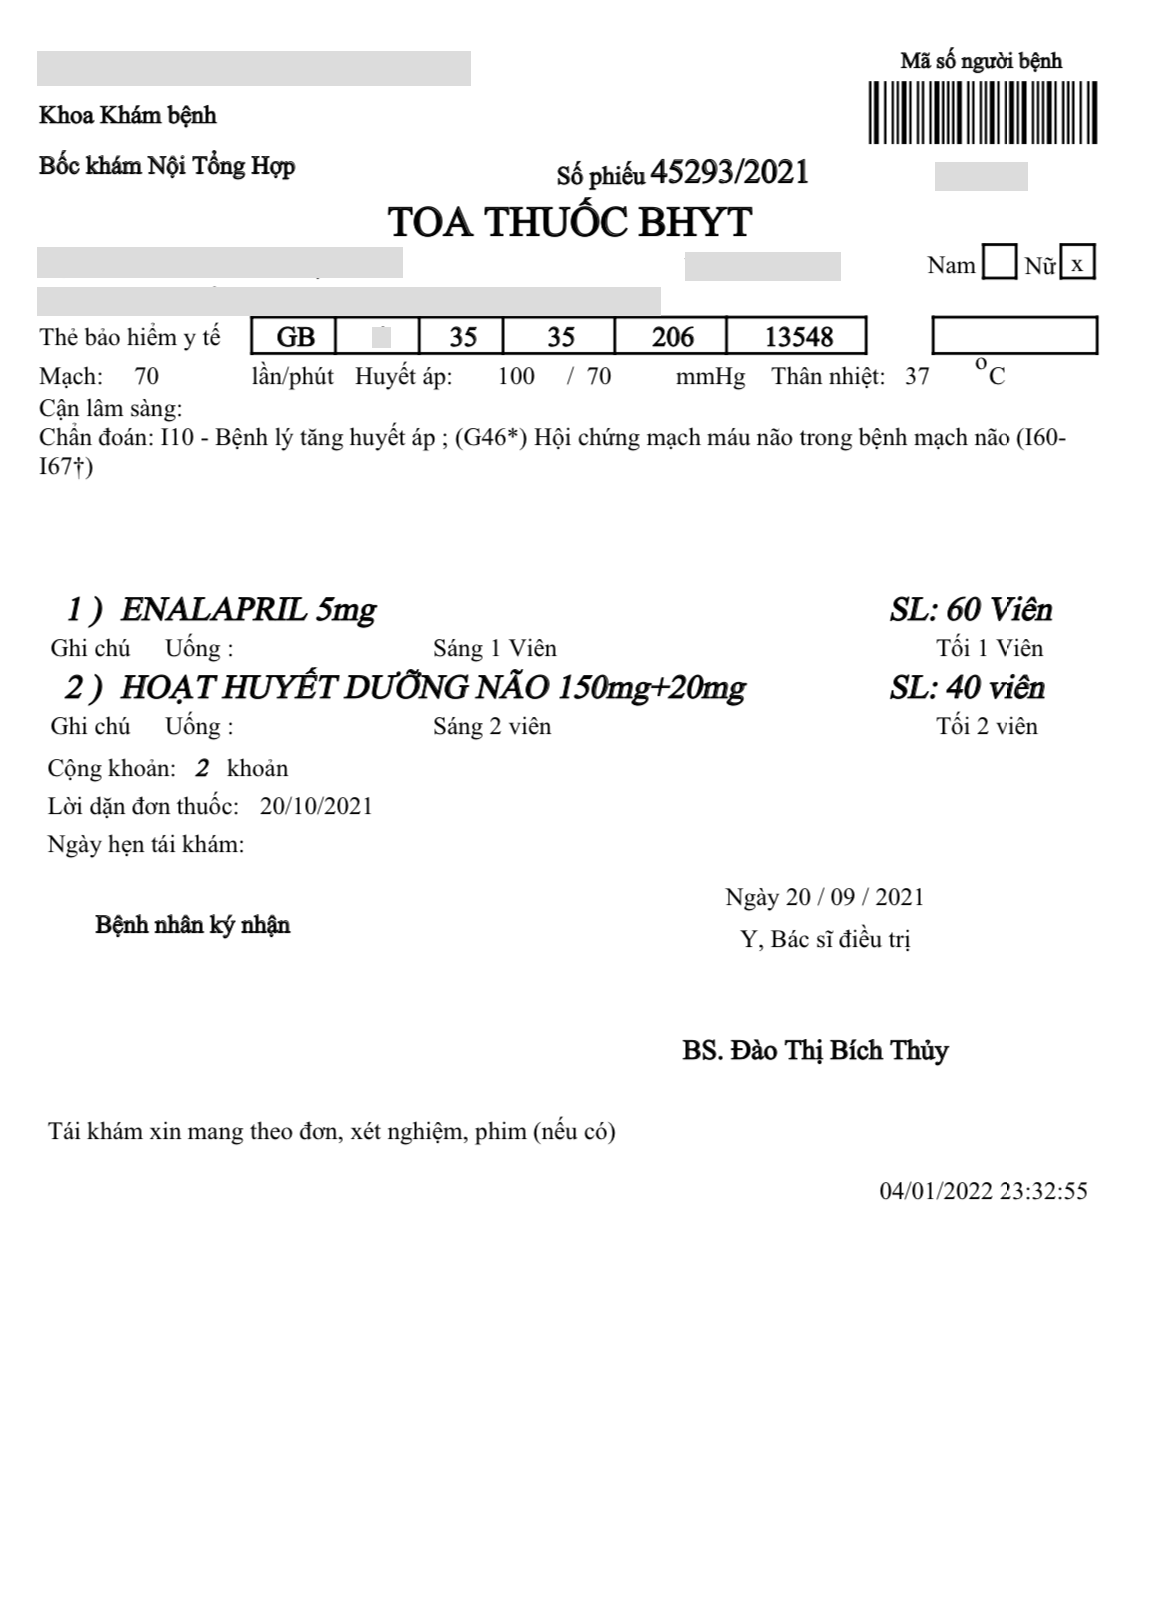 Mã số người bệnh
Khoa Khám bệnh
Bốc khám Nội Tổng Hợp
Số phiếu 45293/2021
TOA THUỐC BHYT
Nam Nữ x
Thẻ bảo hiểm y tế GB 35 35 206 13548
Mạch: 70 lần/phút Huyết áp: 100 / 70 mmHg Thân nhiệt: 37 °C
Cận lâm sàng:
Chẩn đoán: I10 - Bệnh lý tăng huyết áp ; (G46*) Hội chứng mạch máu não trong bệnh mạch não (I60-
I67†)
1 ) ENALAPRIL 5mg SL: 60 Viên
Ghi chú Uống : Sáng 1 Viên Tối 1 Viên
2 ) HOẠT HUYẾT DƯỠNG NÃO 150mg+20mg SL: 40 viên
Ghi chú Uống : Sáng 2 viên Tối 2 viên
Cộng khoản: 2 khoản
Lời dặn đơn thuốc: 20/10/2021
Ngày hẹn tái khám:
Ngày 20 / 09 / 2021
Bệnh nhân ký nhận
Y, Bác sĩ điều trị
BS. Đào Thị Bích Thủy
Tái khám xin mang theo đơn, xét nghiệm, phim (nếu có)
04/01/2022 23:32:55